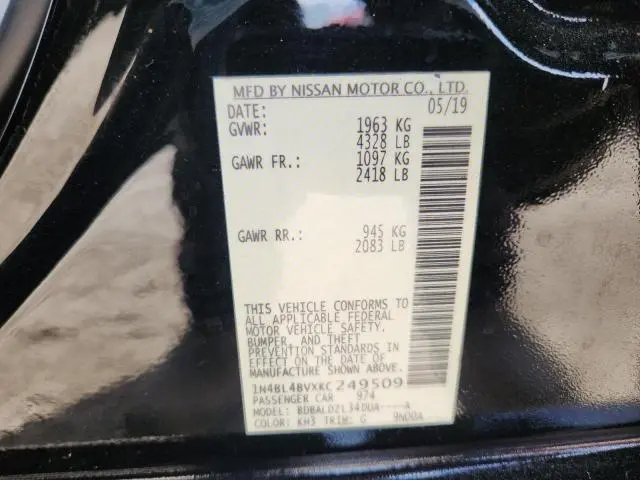 MFD BY NISSAN MOTOR CO., LTD.
DATE: 05/19
GVWR: 1963 KG
4328 LB
GAWR FR.: 1097 KG
2418 LB
GAWR RR.: 945 KG
2083 LB
THIS VEHICLE CONFORMS TO
ALL APPLICABLE FEDERAL
MOTOR VEHICLE SAFETY,
BUMPER, AND THEFT
PREVENTION STANDARDS IN
EFFECT ON THE DATE OF
MANUFACTURE SHOWN ABOVE.
1N4BL4BVXKC249509
PASSENGER CAR 974
MODEL: BDBALDZL34DUA----A
COLOR: KH3 TRIM: G 9N00A